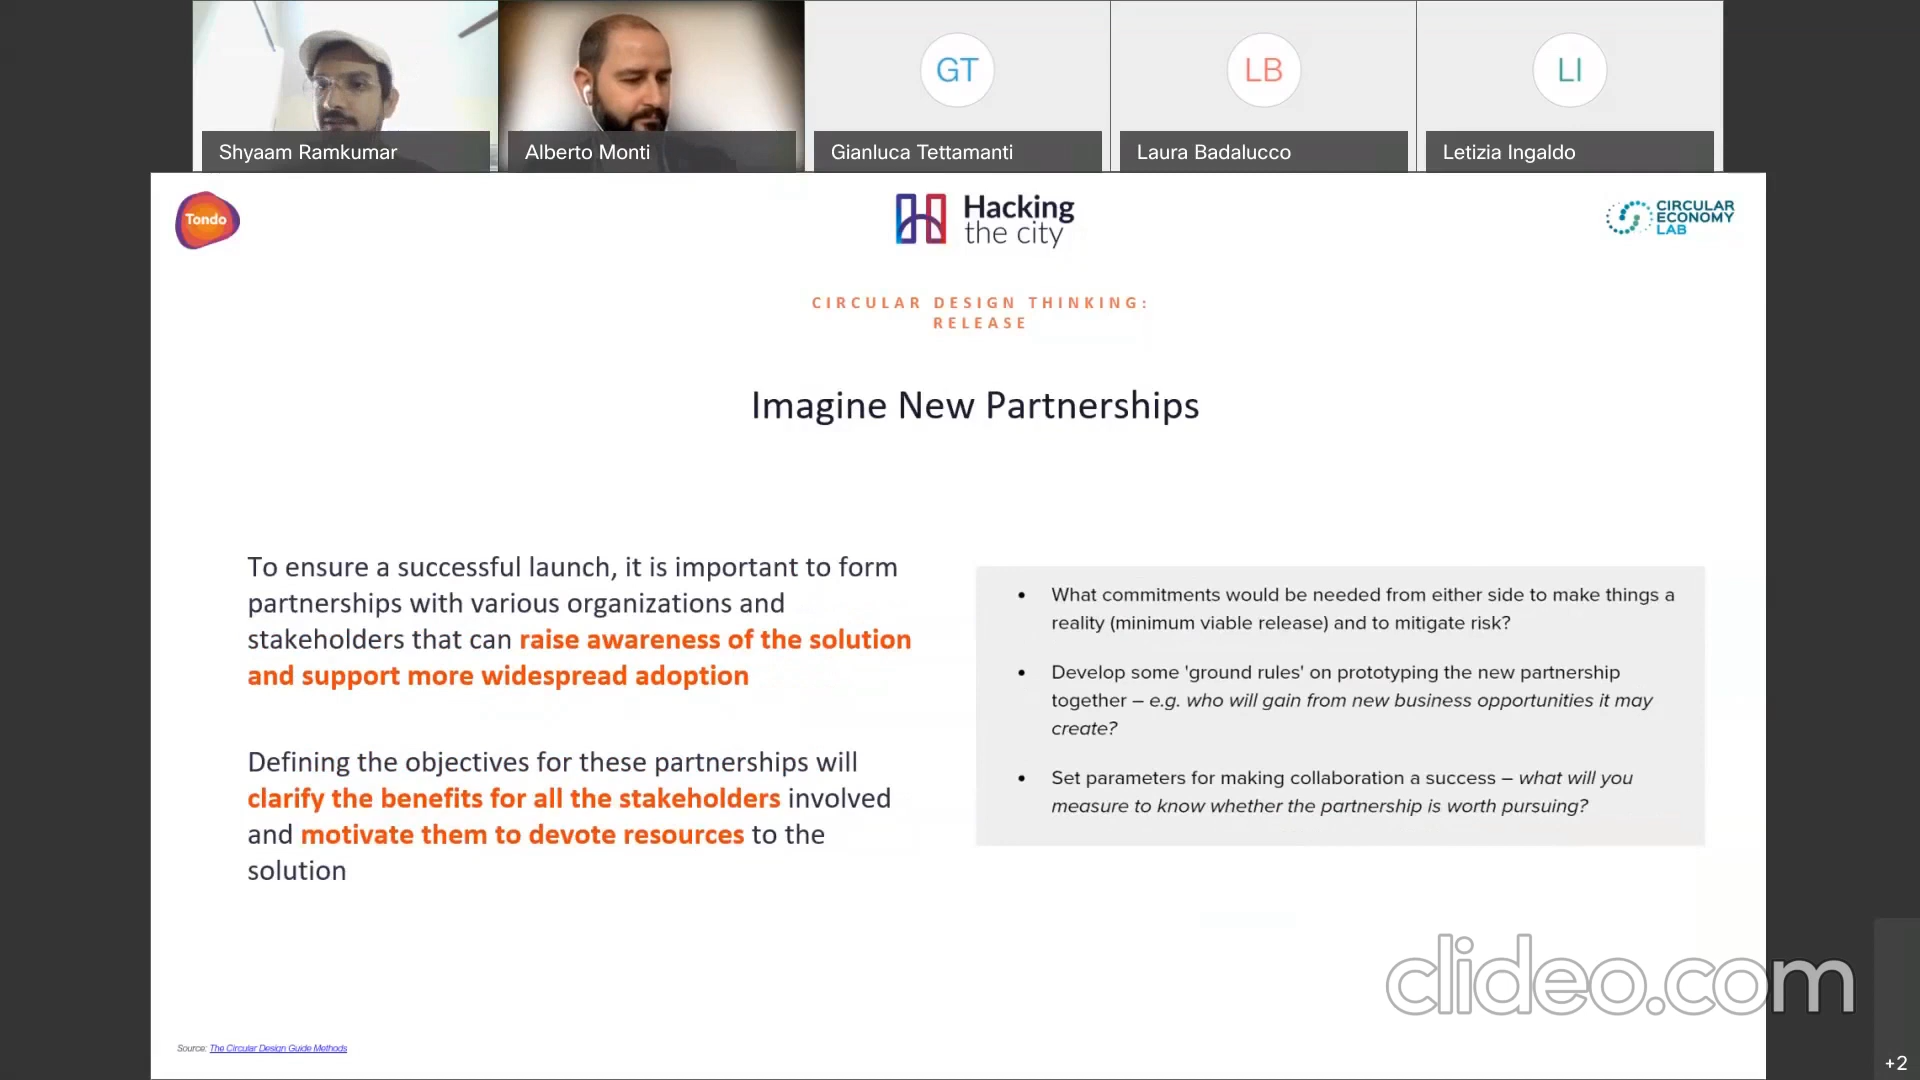 GT
LB
LI
Shyaam Ramkumar
Alberto Monti
Gianluca Tettamanti
Laura Badalucco
Letizia Ingaldo
Tondo
Hacking
the city
CIRCULAR
ECONOMY
LAB
CIRCULAR DESIGN THINKING:
RELEASE
Imagine New Partnerships
To ensure a successful launch, it is important to form
partnerships with various organizations and
stakeholders that can raise awareness of the solution
and support more widespread adoption
Defining the objectives for these partnerships will
clarify the benefits for all the stakeholders involved
and motivate them to devote resources to the
solution
• What commitments would be needed from either side to make things a
reality (minimum viable release) and to mitigate risk?
• Develop some 'ground rules' on prototyping the new partnership
together – e.g. who will gain from new business opportunities it may
create?
• Set parameters for making collaboration a success – what will you
measure to know whether the partnership is worth pursuing?
clideo.com
Source: The Circular Design Guide Methods
+2